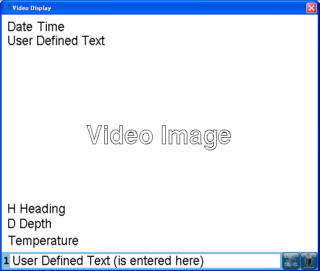 Video Display
Date Time
User Defined Text
Video Image
H Heading
D Depth
Temperature
1 User Defined Text (is entered here)